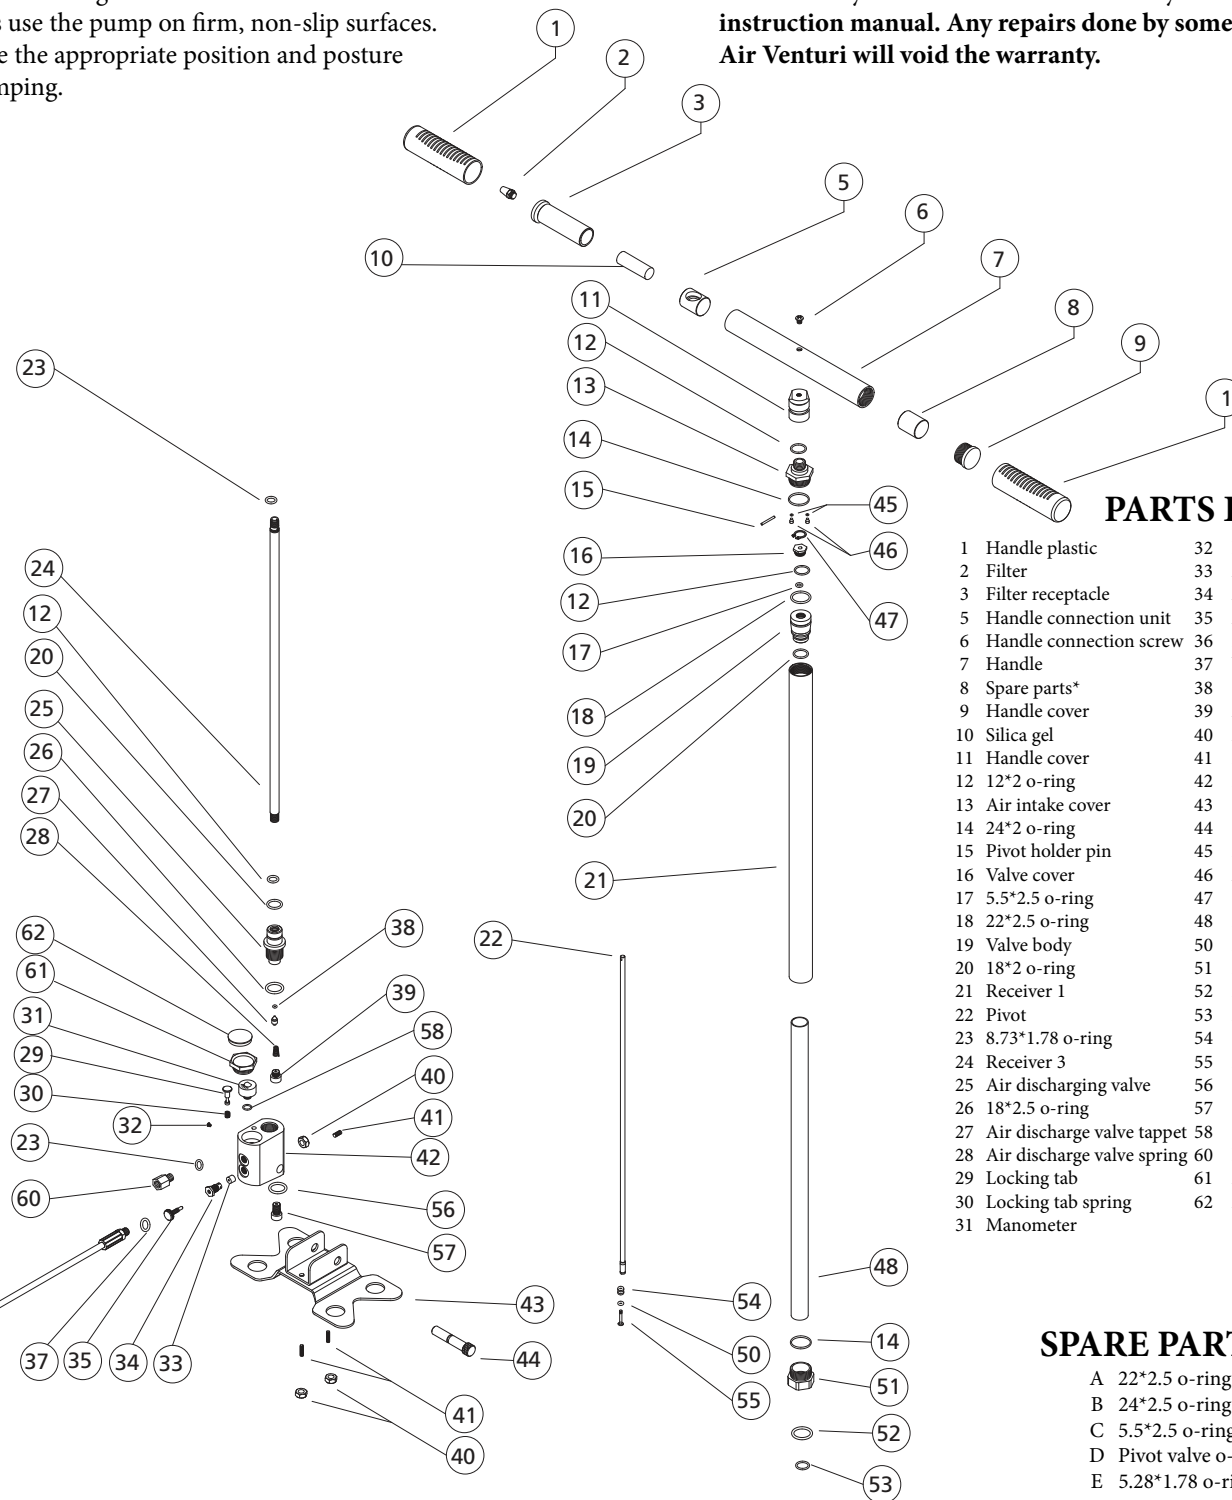 s use the pump on firm, non-slip surfaces.
e the appropriate position and posture
mping.
instruction manual. Any repairs done by some
Air Venturi will void the warranty.
1
2
3
5
6
7
8
9
1
10
11
12
13
14
15
16
12
17
18
19
20
21
45
46
47
23
24
12
20
25
26
27
28
62
61
31
29
30
32
23
60
37
35
34
33
38
39
58
40
41
42
56
57
43
44
41
40
22
54
50
55
48
14
51
52
53
PARTS
1 Handle plastic 32
2 Filter 33
3 Filter receptacle 34
5 Handle connection unit 35
6 Handle connection screw 36
7 Handle 37
8 Spare parts* 38
9 Handle cover 39
10 Silica gel 40
11 Handle cover 41
12 12*2 o-ring 42
13 Air intake cover 43
14 24*2 o-ring 44
15 Pivot holder pin 45
16 Valve cover 46
17 5.5*2.5 o-ring 47
18 22*2.5 o-ring 48
19 Valve body 50
20 18*2 o-ring 51
21 Receiver 1 52
22 Pivot 53
23 8.73*1.78 o-ring 54
24 Receiver 3 55
25 Air discharging valve 56
26 18*2.5 o-ring 57
27 Air discharge valve tappet 58
28 Air discharge valve spring 60
29 Locking tab 61
30 Locking tab spring 62
31 Manometer
SPARE PART
A 22*2.5 o-ring
B 24*2.5 o-ring
C 5.5*2.5 o-ring
D Pivot valve o-
E 5.28*1.78 o-ri